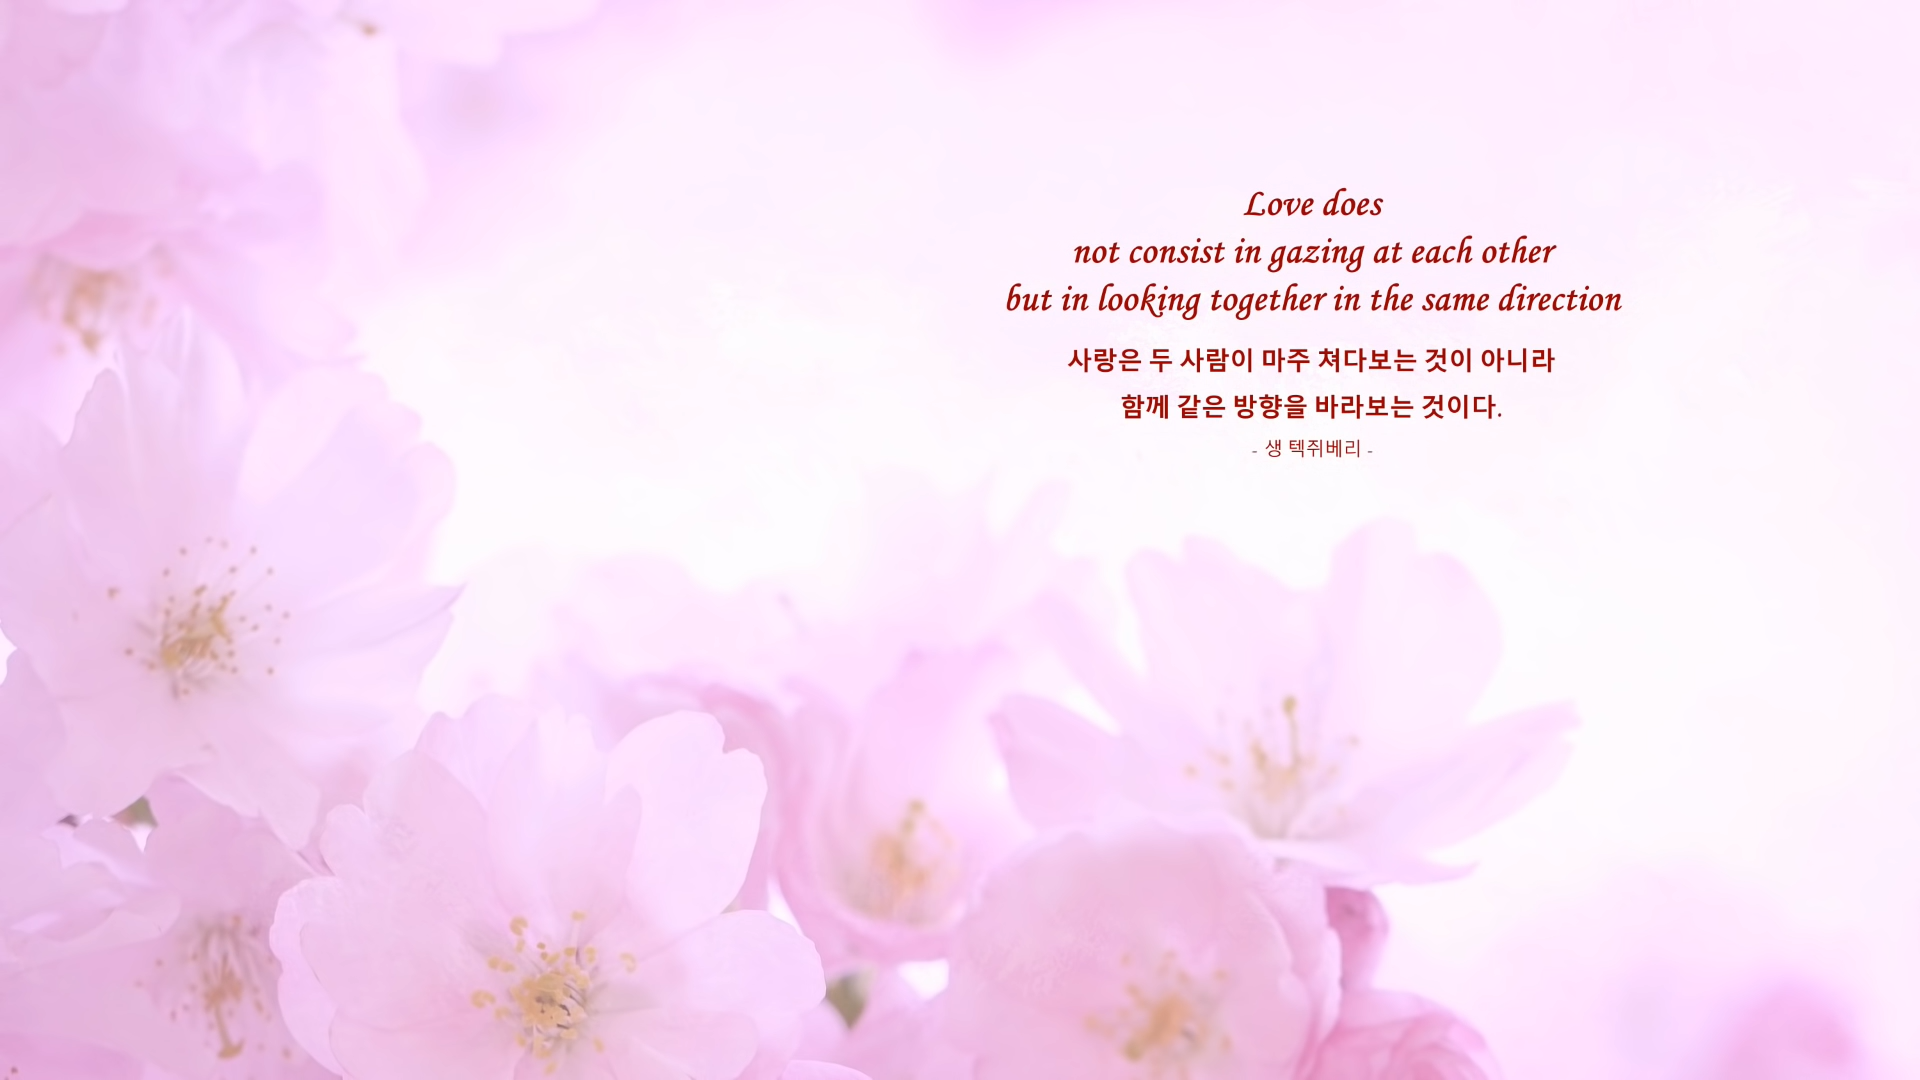 Love does
not consist in gazing at each other
but in looking together in the same direction
사랑은 두 사람이 마주 쳐다보는 것이 아니라
함께 같은 방향을 바라보는 것이다.
- 생 텍쥐베리 -